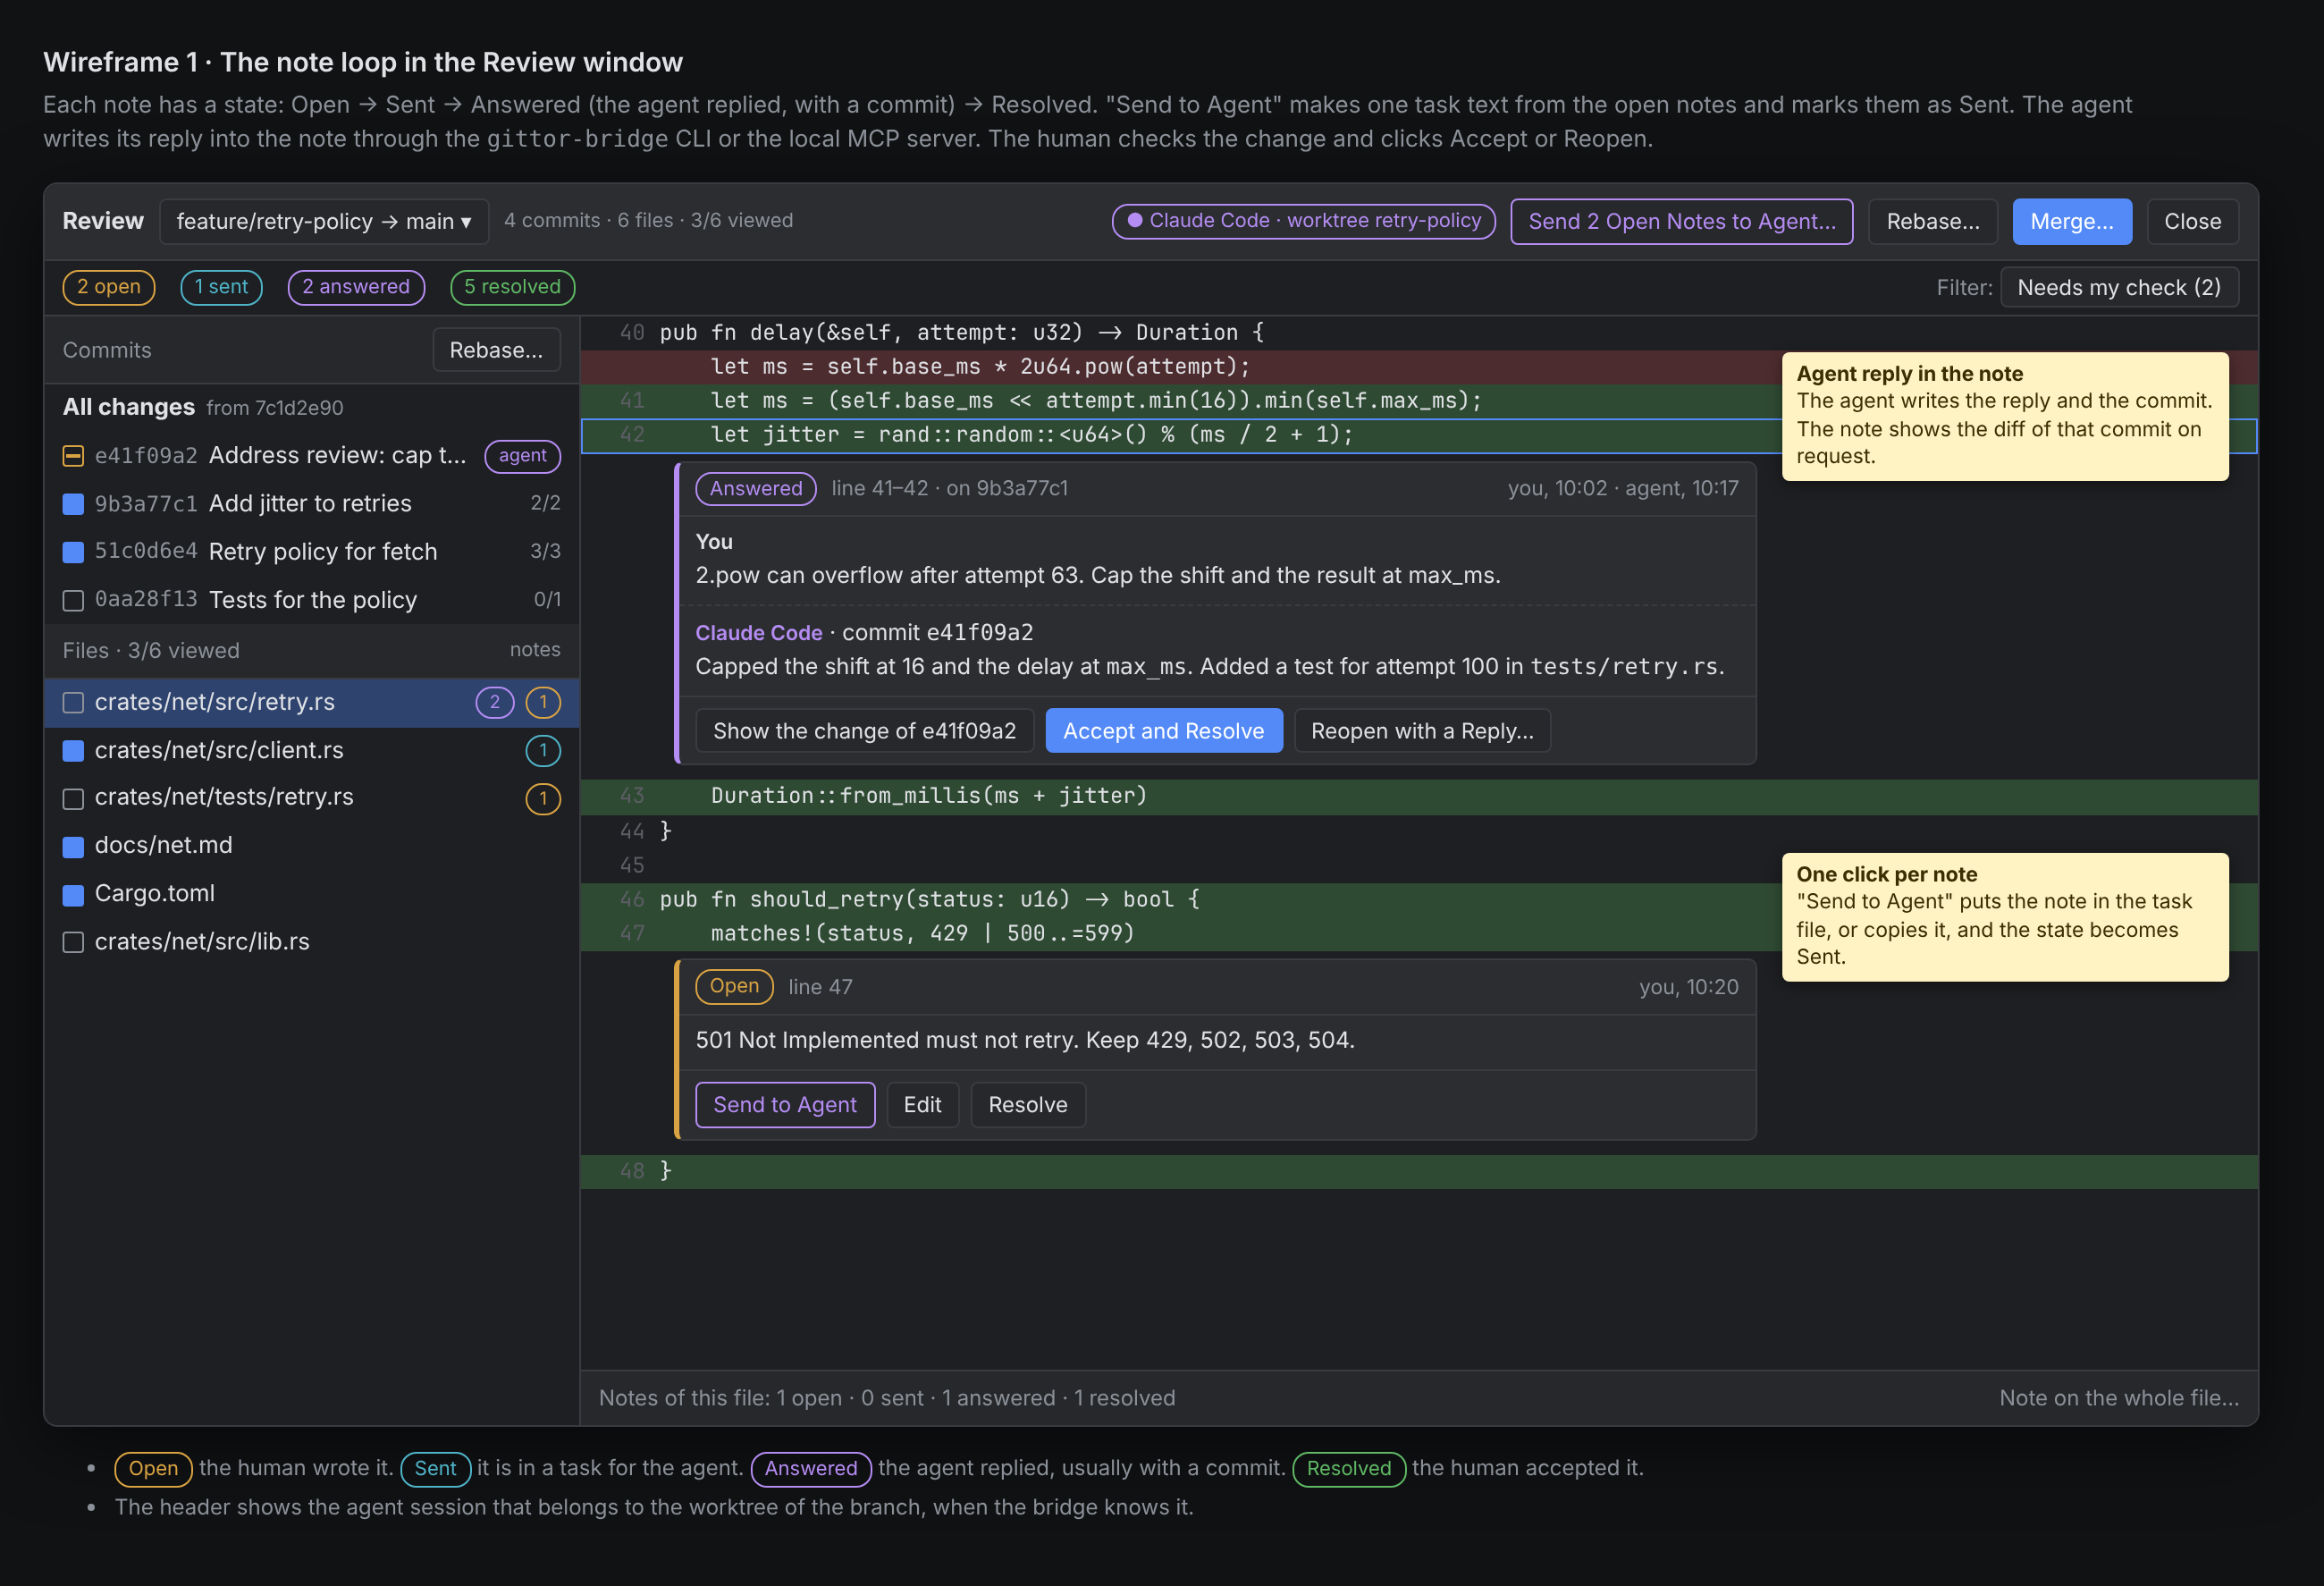 Wireframe 1 · The note loop in the Review window
Each note has a state: Open → Sent → Answered (the agent replied, with a commit) → Resolved. "Send to Agent" makes one task text from the open notes and marks them as Sent. The agent
writes its reply into the note through the gittor-bridge CLI or the local MCP server. The human checks the change and clicks Accept or Reopen.
Review feature/retry-policy → main ▾ 4 commits · 6 files · 3/6 viewed Claude Code · worktree retry-policy Send 2 Open Notes to Agent... Rebase... Merge... Close
2 open 1 sent 2 answered 5 resolved Filter: Needs my check (2)
Commits Rebase...
All changes from 7c1d2e90
e41f09a2 Address review: cap t... agent
9b3a77c1 Add jitter to retries 2/2
51c0d6e4 Retry policy for fetch 3/3
0aa28f13 Tests for the policy 0/1
Files · 3/6 viewed notes
crates/net/src/retry.rs 2 1
crates/net/src/client.rs 1
crates/net/tests/retry.rs 1
docs/net.md
Cargo.toml
crates/net/src/lib.rs
40 pub fn delay(&self, attempt: u32) -> Duration {
let ms = self.base_ms * 2u64.pow(attempt);
41 let ms = (self.base_ms << attempt.min(16)).min(self.max_ms);
42 let jitter = rand::random::<u64>() % (ms / 2 + 1);
Agent reply in the note
The agent writes the reply and the commit.
The note shows the diff of that commit on
request.
Answered line 41–42 · on 9b3a77c1 you, 10:02 · agent, 10:17
You
2.pow can overflow after attempt 63. Cap the shift and the result at max_ms.
Claude Code · commit e41f09a2
Capped the shift at 16 and the delay at max_ms. Added a test for attempt 100 in tests/retry.rs.
Show the change of e41f09a2 Accept and Resolve Reopen with a Reply...
43 Duration::from_millis(ms + jitter)
44 }
45
46 pub fn should_retry(status: u16) -> bool {
47 matches!(status, 429 | 500..=599)
One click per note
"Send to Agent" puts the note in the task
file, or copies it, and the state becomes
Sent.
Open line 47 you, 10:20
501 Not Implemented must not retry. Keep 429, 502, 503, 504.
Send to Agent Edit Resolve
48 }
Notes of this file: 1 open · 0 sent · 1 answered · 1 resolved Note on the whole file...
• Open the human wrote it. Sent it is in a task for the agent. Answered the agent replied, usually with a commit. Resolved the human accepted it.
• The header shows the agent session that belongs to the worktree of the branch, when the bridge knows it.